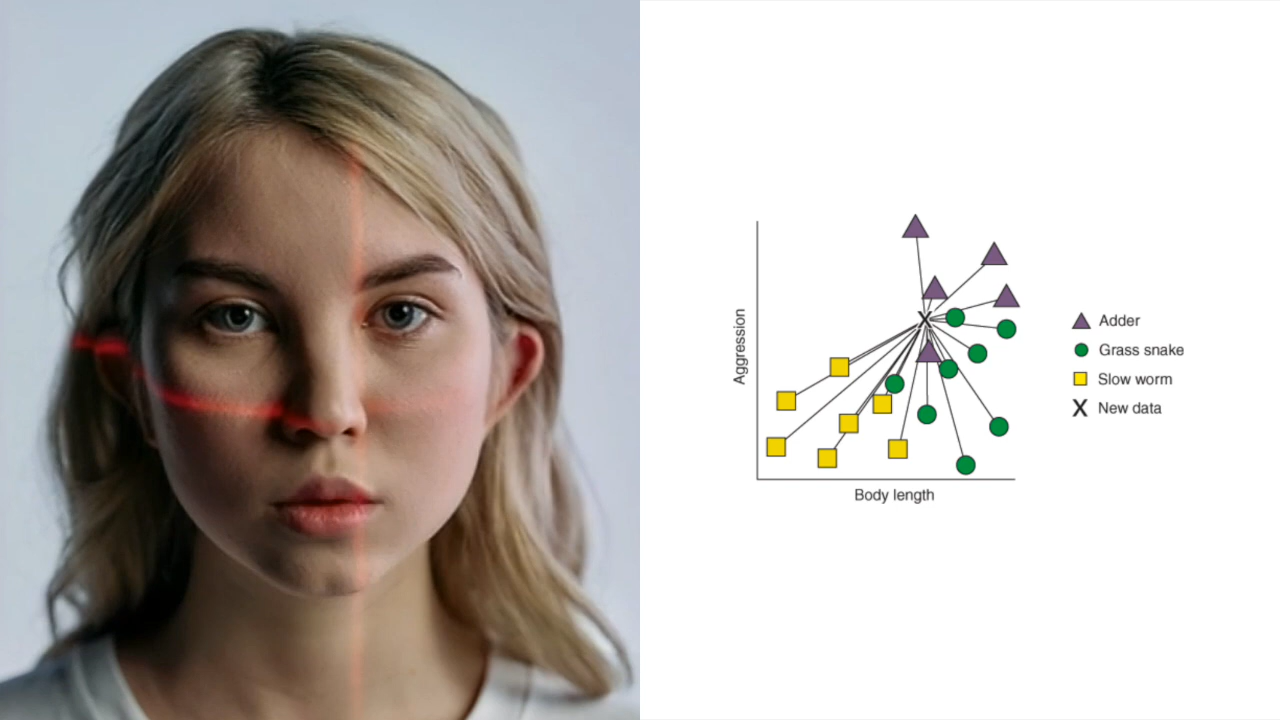 Aggression
Body length
Adder
Grass snake
Slow worm
X New data